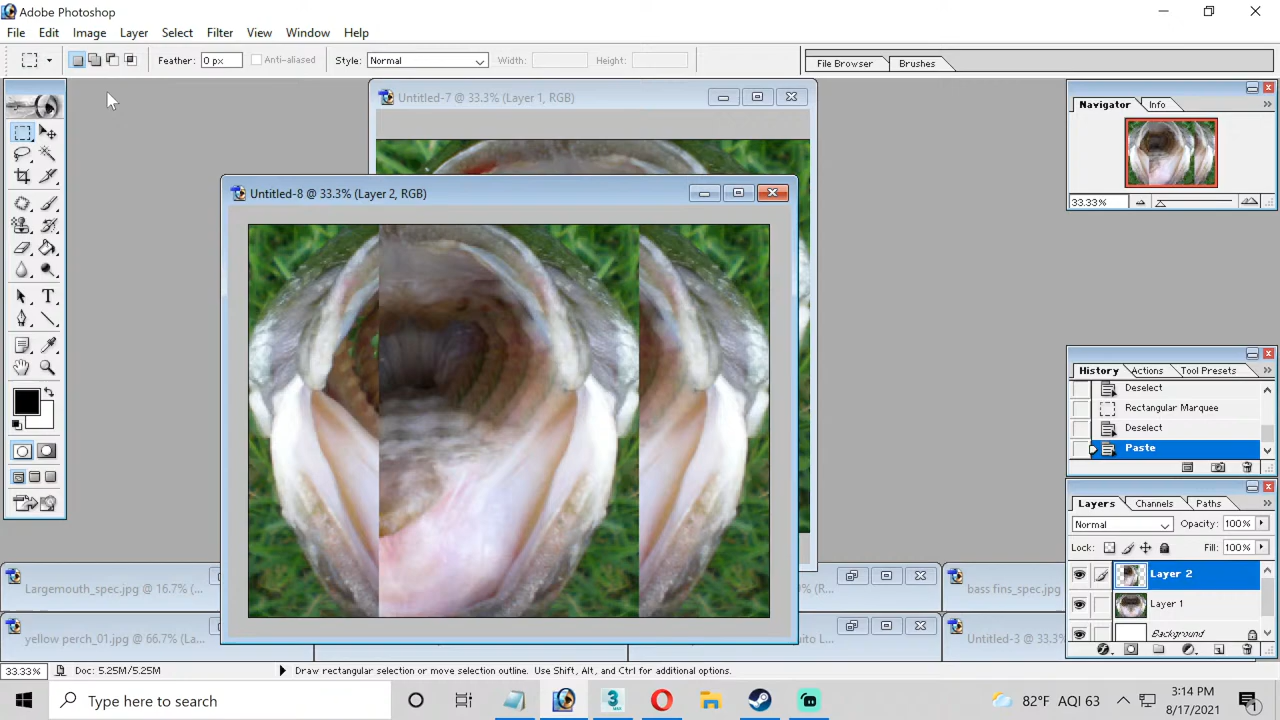 Adobe Photoshop
File Edit Image Layer Select Filter View Window Help
Feather: 0 px Anti-aliased Style: Normal Width: Height: File Browser Brushes
Untitled-7 @ 33.3% (Layer 1, RGB)
Navigator Info
33.33%
Untitled-8 @ 33.3% (Layer 2, RGB)
T
History Actions Tool Presets
Deselect
Rectangular Marquee
Deselect
Paste
Layers Channels Paths
Normal Opacity: 100%
Lock: Fill: 100%
Layer 2
Layer 1
Background
Largemouth_spec.jpg @ 16.7%
bass fins_spec.jpg
yellow perch_01.jpg @ 66.7% (La...
Untitled-3 @ 33.3%
33.33% Doc: 5.25M/5.25M Draw rectangular selection or move selection outline. Use Shift, Alt, and Ctrl for additional options.
Type here to search
3
82°F AQI 63
3:14 PM
8/17/2021